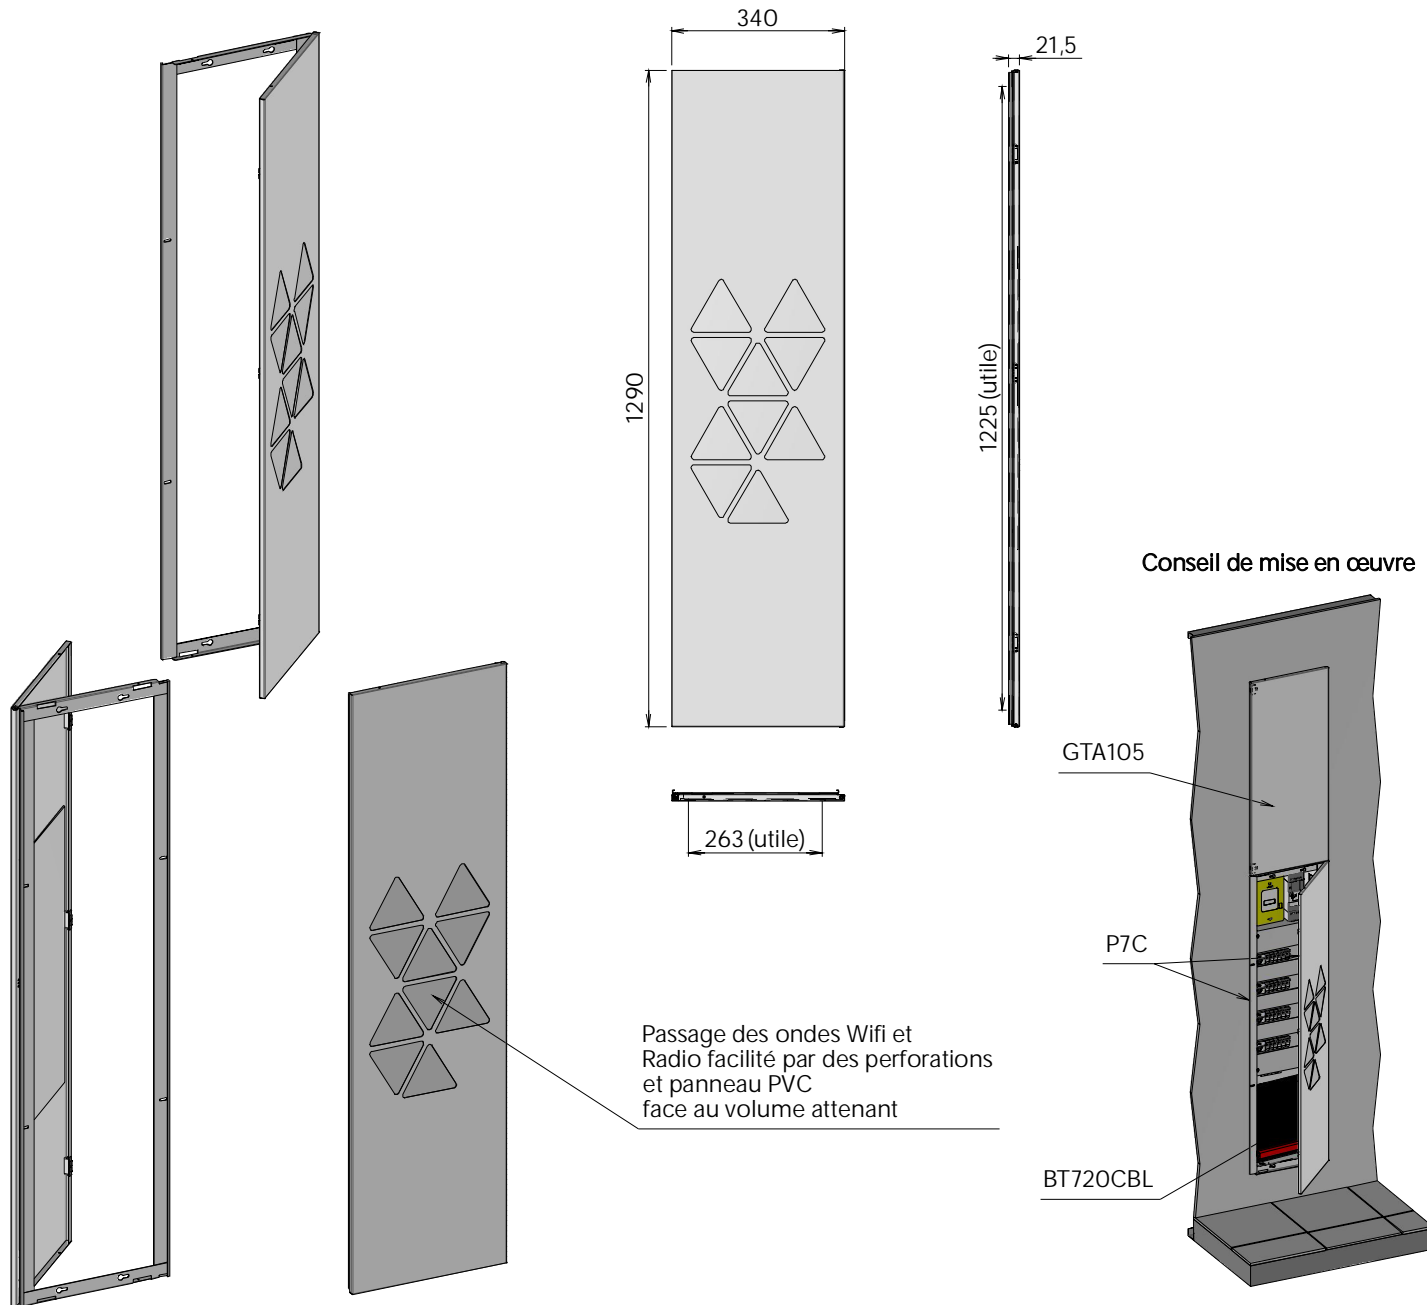 340
21,5
1290
1225 (utile)
263 (utile)
Conseil de mise en œuvre
GTA105
P7C
BT720CBL
Passage des ondes Wifi et
Radio facilité par des perforations
et panneau PVC
face au volume attenant